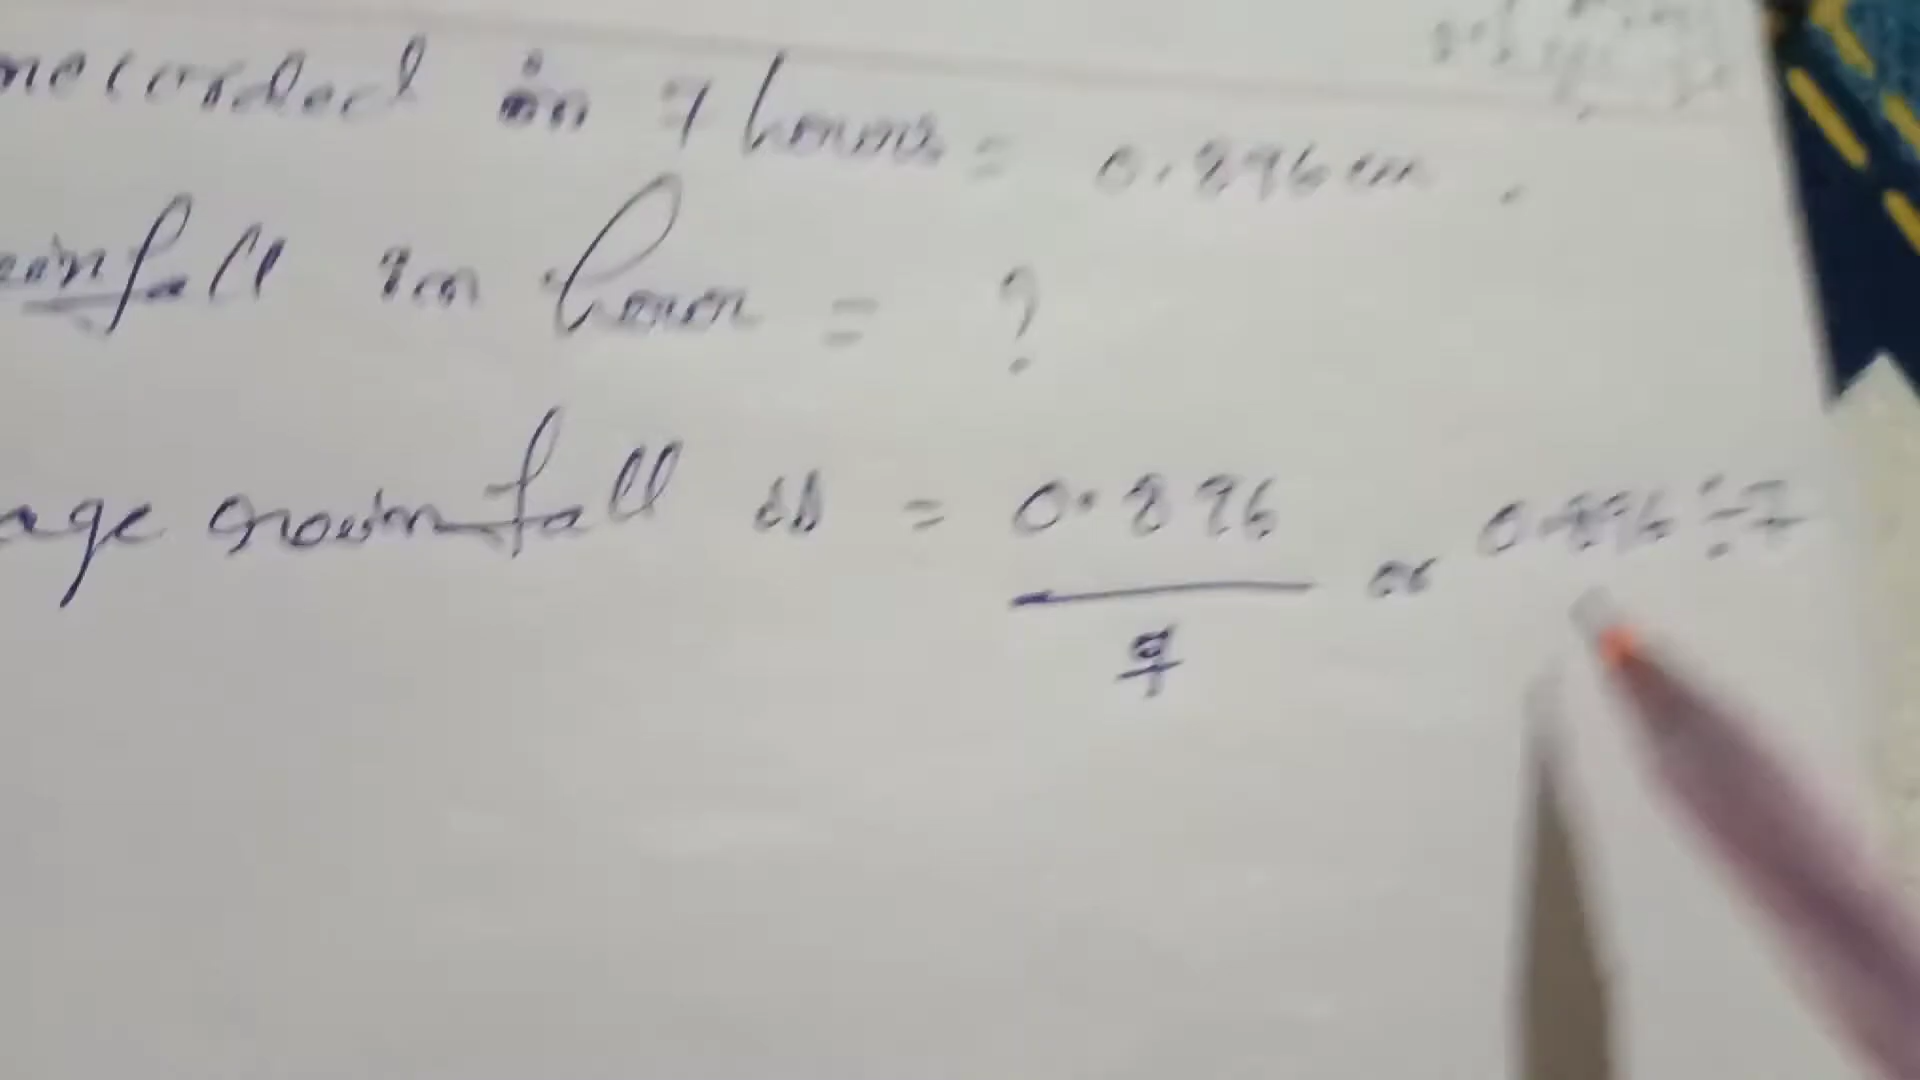 recorded in 7 hours = 0.896 cm.
ainfall in hour = ?
age rainfall is = 0.896 / 7 or 0.896 ÷ 7